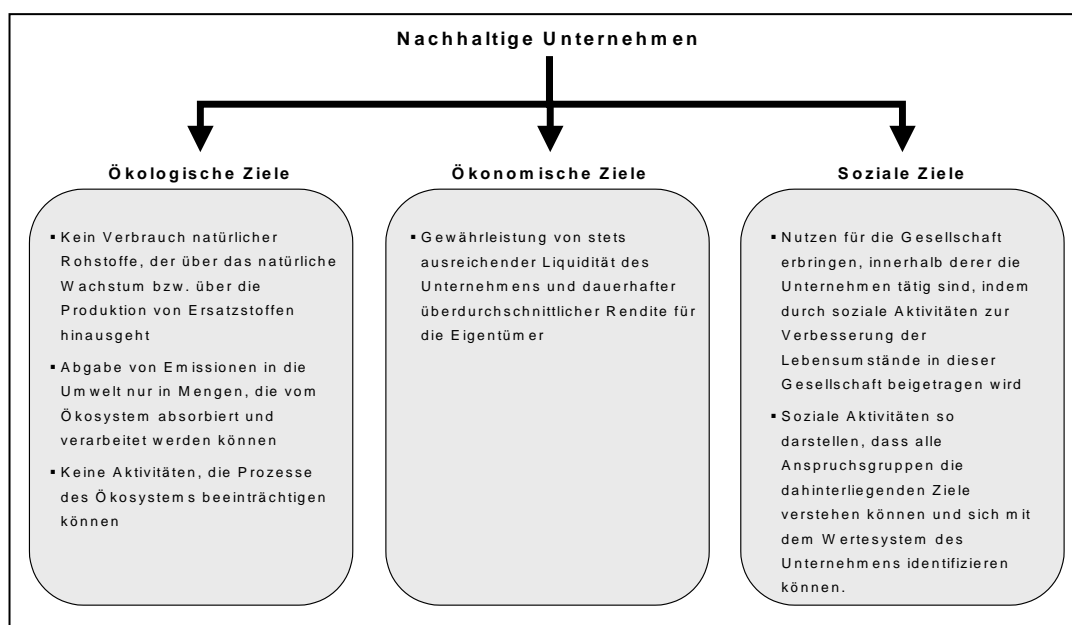 Nachhaltige Unternehmen
Ökologische Ziele
▪ Kein Verbrauch natürlicher
Rohstoffe, der über das natürliche
Wachstum bzw. über die
Produktion von Ersatzstoffen
hinausgeht
▪ Abgabe von Emissionen in die
Umwelt nur in Mengen, die vom
Ökosystem absorbiert und
verarbeitet werden können
▪ Keine Aktivitäten, die Prozesse
des Ökosystems beeinträchtigen
können
Ökonomische Ziele
▪ Gewährleistung von stets
ausreichender Liquidität des
Unternehmens und dauerhafter
überdurchschnittlicher Rendite für
die Eigentümer
Soziale Ziele
▪ Nutzen für die Gesellschaft
erbringen, innerhalb derer die
Unternehmen tätig sind, indem
durch soziale Aktivitäten zur
Verbesserung der
Lebensumstände in dieser
Gesellschaft beigetragen wird
▪ Soziale Aktivitäten so
darstellen, dass alle
Anspruchsgruppen die
dahinterliegenden Ziele
verstehen können und sich mit
dem Wertesystem des
Unternehmens identifizieren
können.